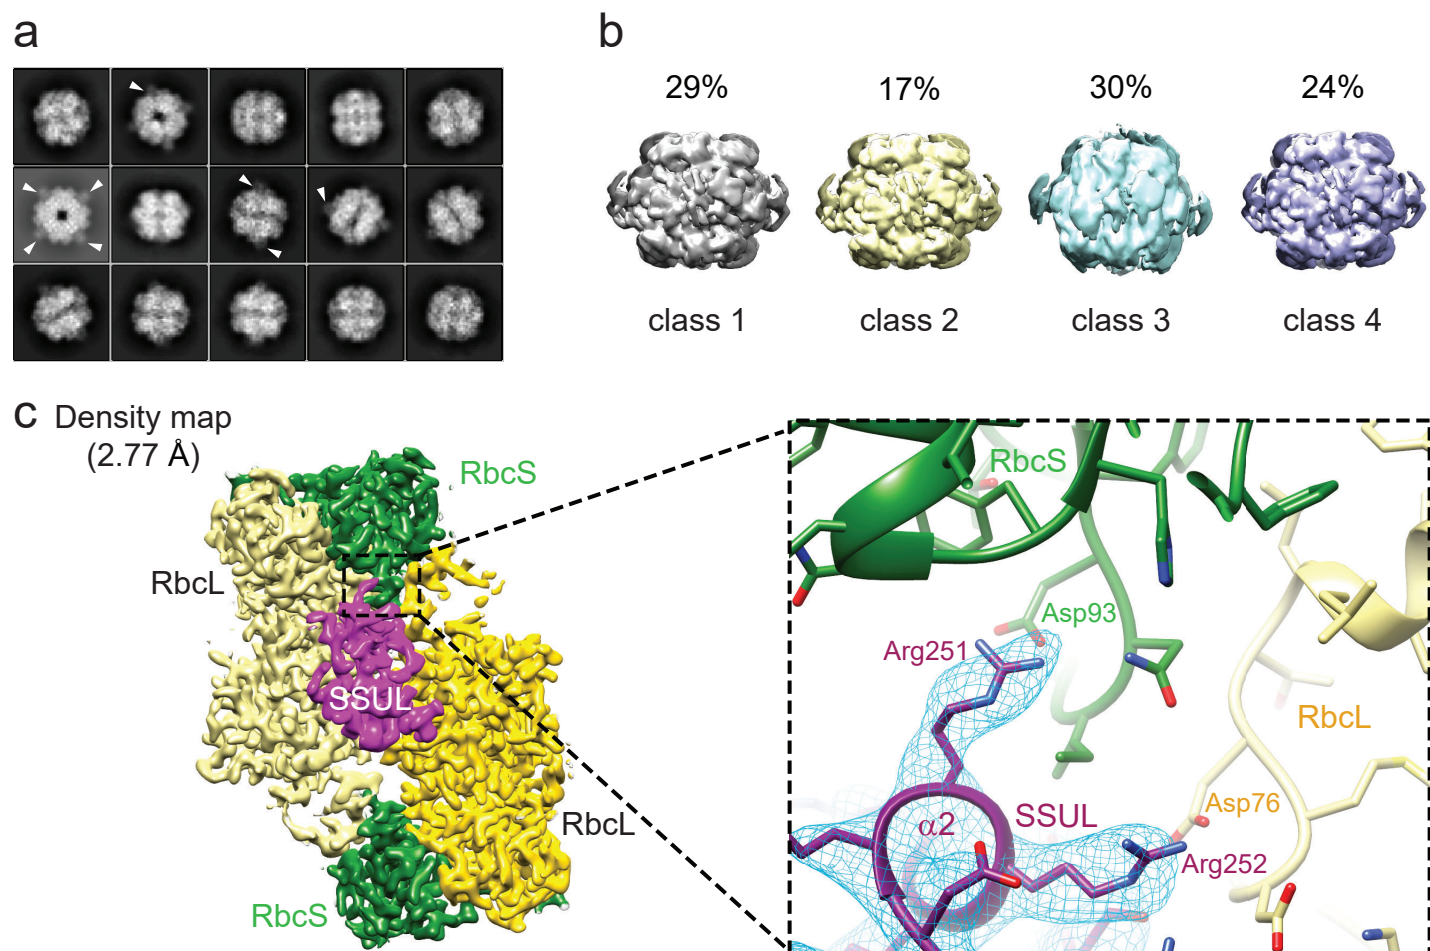 a
b
29%
17%
30%
24%
class 1
class 2
class 3
class 4
c
Density map
(2.77 Å)
RbcS
RbcL
SSUL
RbcL
RbcS
RbcS
Asp93
Arg251
RbcL
SSUL
α2
Asp76
Arg252